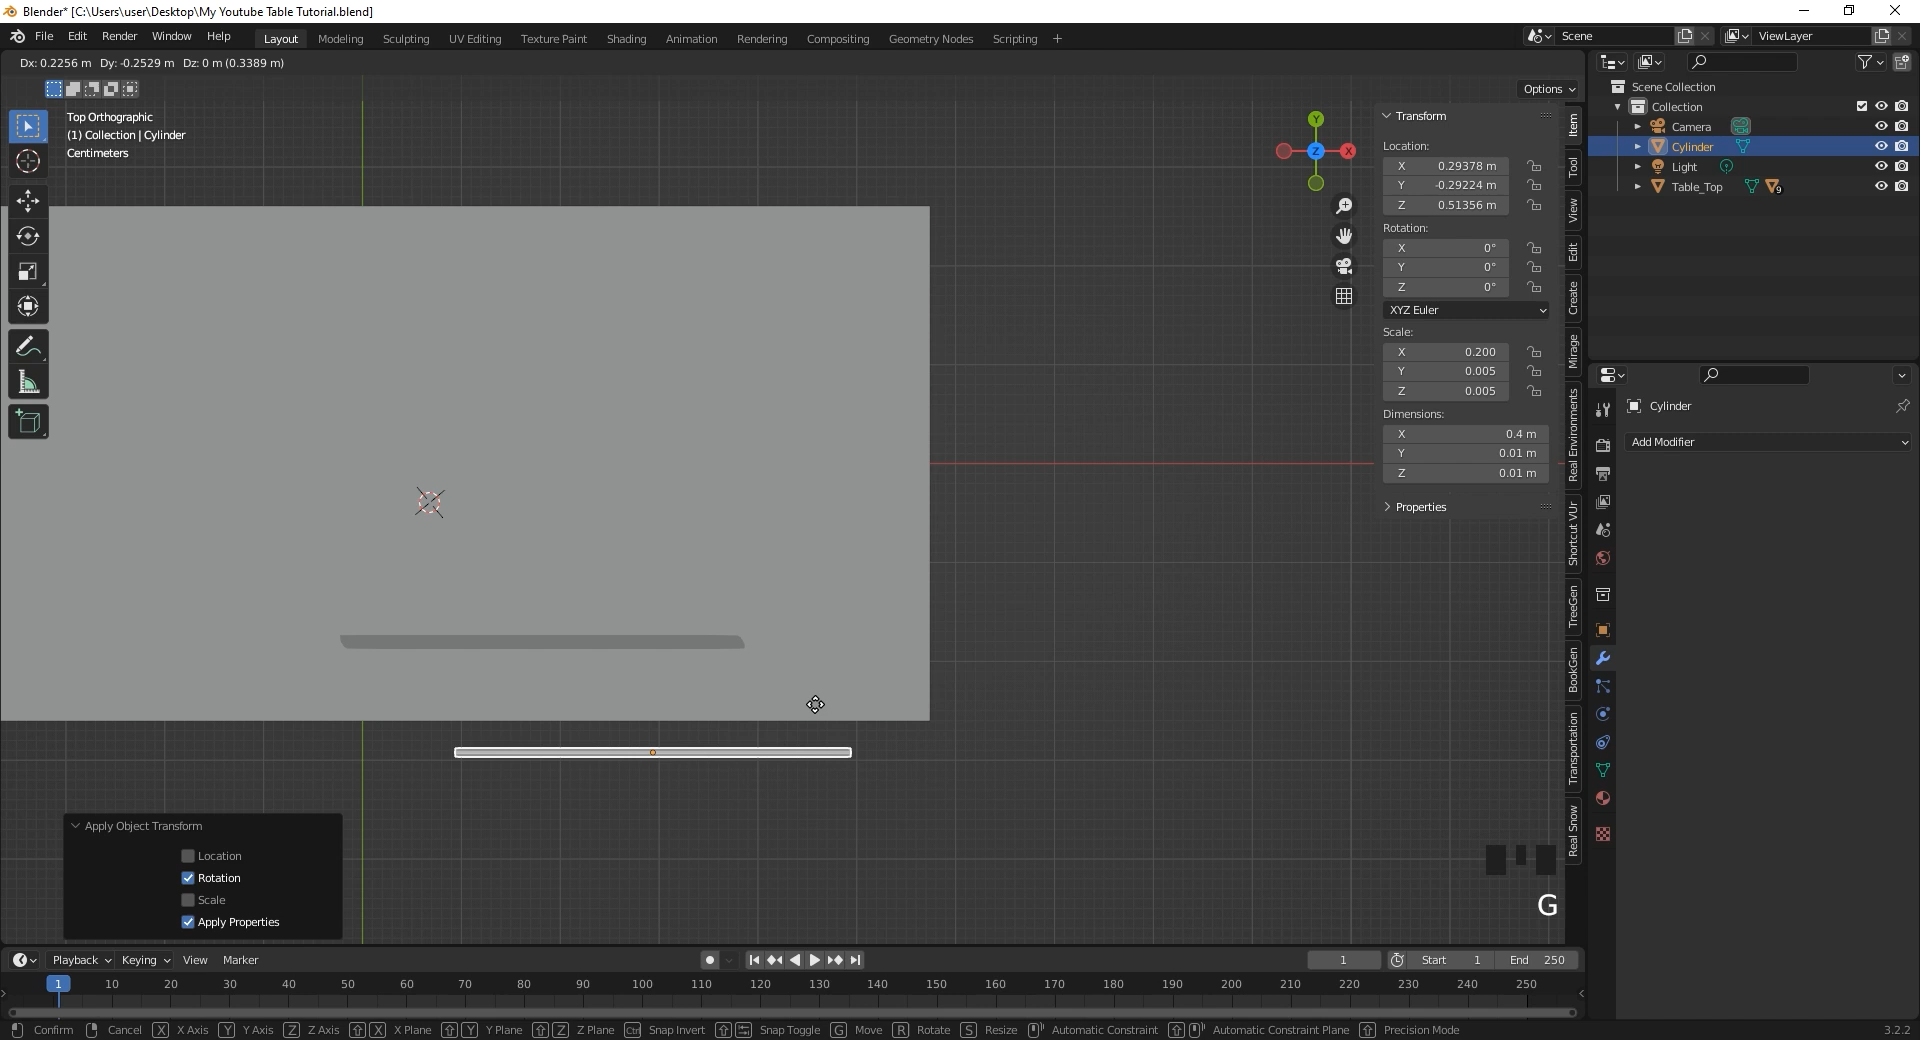 Blender* [C:\Users\user\Desktop\My Youtube Table Tutorial.blend]
File Edit Render Window Help Layout Modeling Sculpting UV Editing Texture Paint Shading Animation Rendering Compositing Geometry Nodes Scripting + Scene ViewLayer
Dx: 0.2256 m Dy: -0.2529 m Dz: 0 m (0.3389 m)
Options
Top Orthographic
(1) Collection | Cylinder
Centimeters
Y
X
Z
Transform
Location:
X 0.29378 m
Y -0.29224 m
Z 0.51356 m
Rotation:
X 0°
Y 0°
Z 0°
XYZ Euler
Scale:
X 0.200
Y 0.005
Z 0.005
Dimensions:
X 0.4 m
Y 0.01 m
Z 0.01 m
Properties
Item
Tool
View
Edit
Create
Mirage
Real Environments
Shortcut VUr
TreeGen
BookGen
Transportation
Real Snow
Scene Collection
Collection
Camera
Cylinder
Light
Table_Top 9
Cylinder
Add Modifier
Apply Object Transform
Location
Rotation
Scale
Apply Properties
G
Playback Keying View Marker 1 Start 1 End 250
1 10 20 30 40 50 60 70 80 90 100 110 120 130 140 150 160 170 180 190 200 210 220 230 240 250
Confirm Cancel X X Axis Y Y Axis Z Z Axis X X Plane Y Y Plane Z Z Plane Ctrl Snap Invert Snap Toggle G Move R Rotate S Resize Automatic Constraint Automatic Constraint Plane Precision Mode 3.2.2